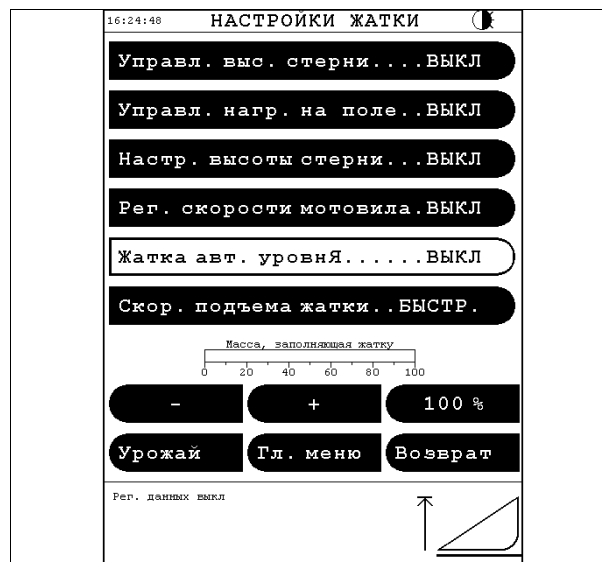 16:24:48 НАСТРОЙКИ ЖАТКИ
Управл. выс. стерни....ВЫКЛ
Управл. нагр. на поле..ВЫКЛ
Настр. высоты стерни...ВЫКЛ
Рег. скорости мотовила.ВЫКЛ
Жатка авт. уровнЯ......ВЫКЛ
Скор. подъема жатки..БЫСТР.
Масса, заполняющая жатку
0 20 40 60 80 100
- + 100 %
Урожай Гл. меню Возврат
Рег. данных выкл